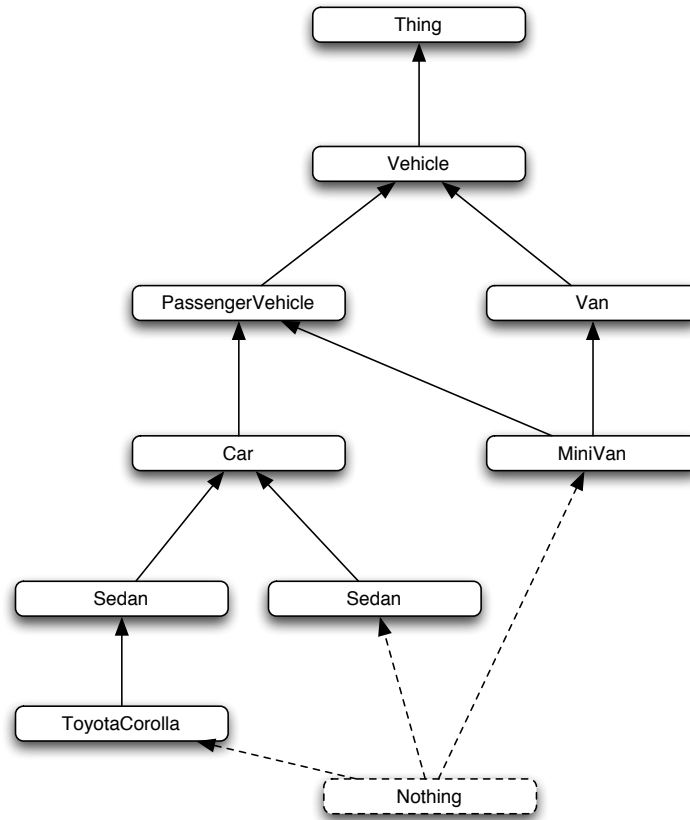 Thing
Vehicle
PassengerVehicle
Van
Car
MiniVan
Sedan
Sedan
ToyotaCorolla
Nothing